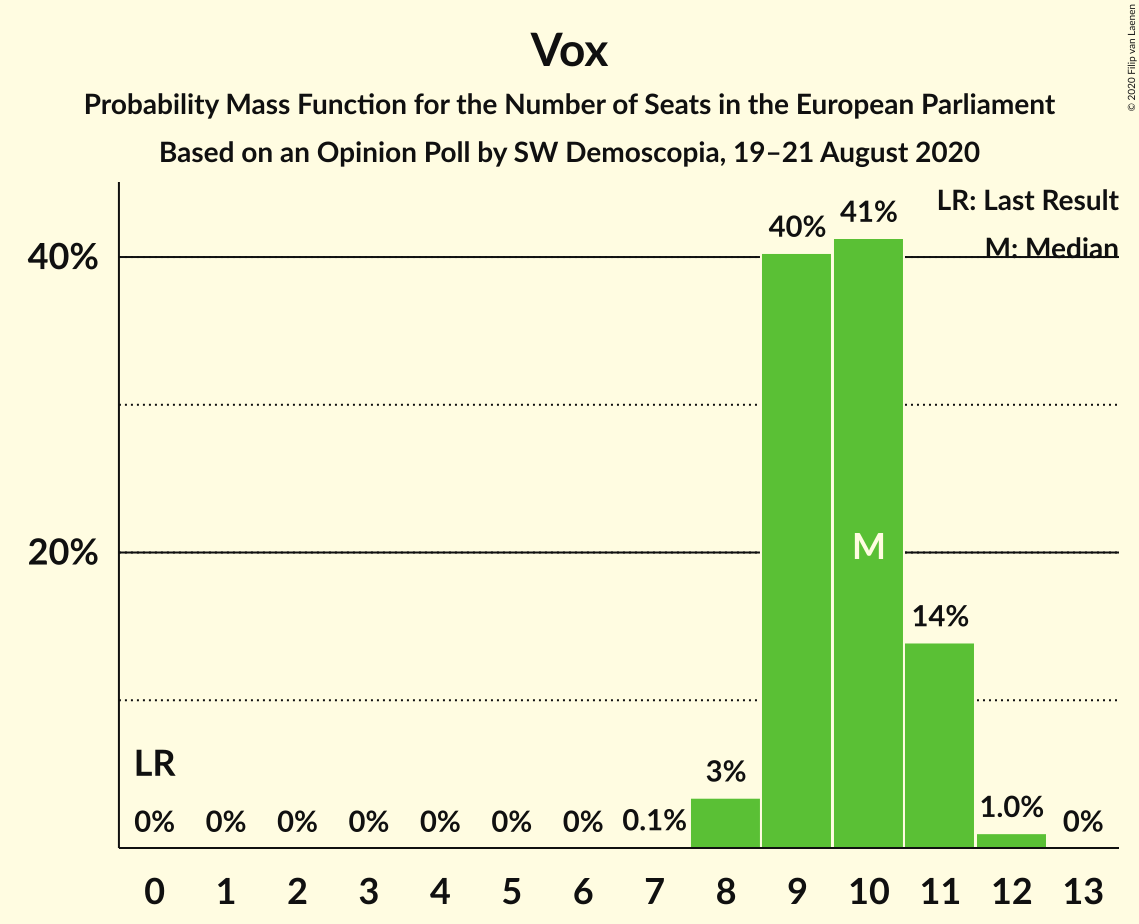 Vox
Probability Mass Function for the Number of Seats in the European Parliament
Based on an Opinion Poll by SW Demoscopia, 19–21 August 2020
© 2020 Filip van Laenen
LR: Last Result
M: Median
40%
20%
40%
41%
M
14%
LR
0%
0%
0%
0%
0%
0%
0%
0.1%
3%
1.0%
0%
0 1 2 3 4 5 6 7 8 9 10 11 12 13